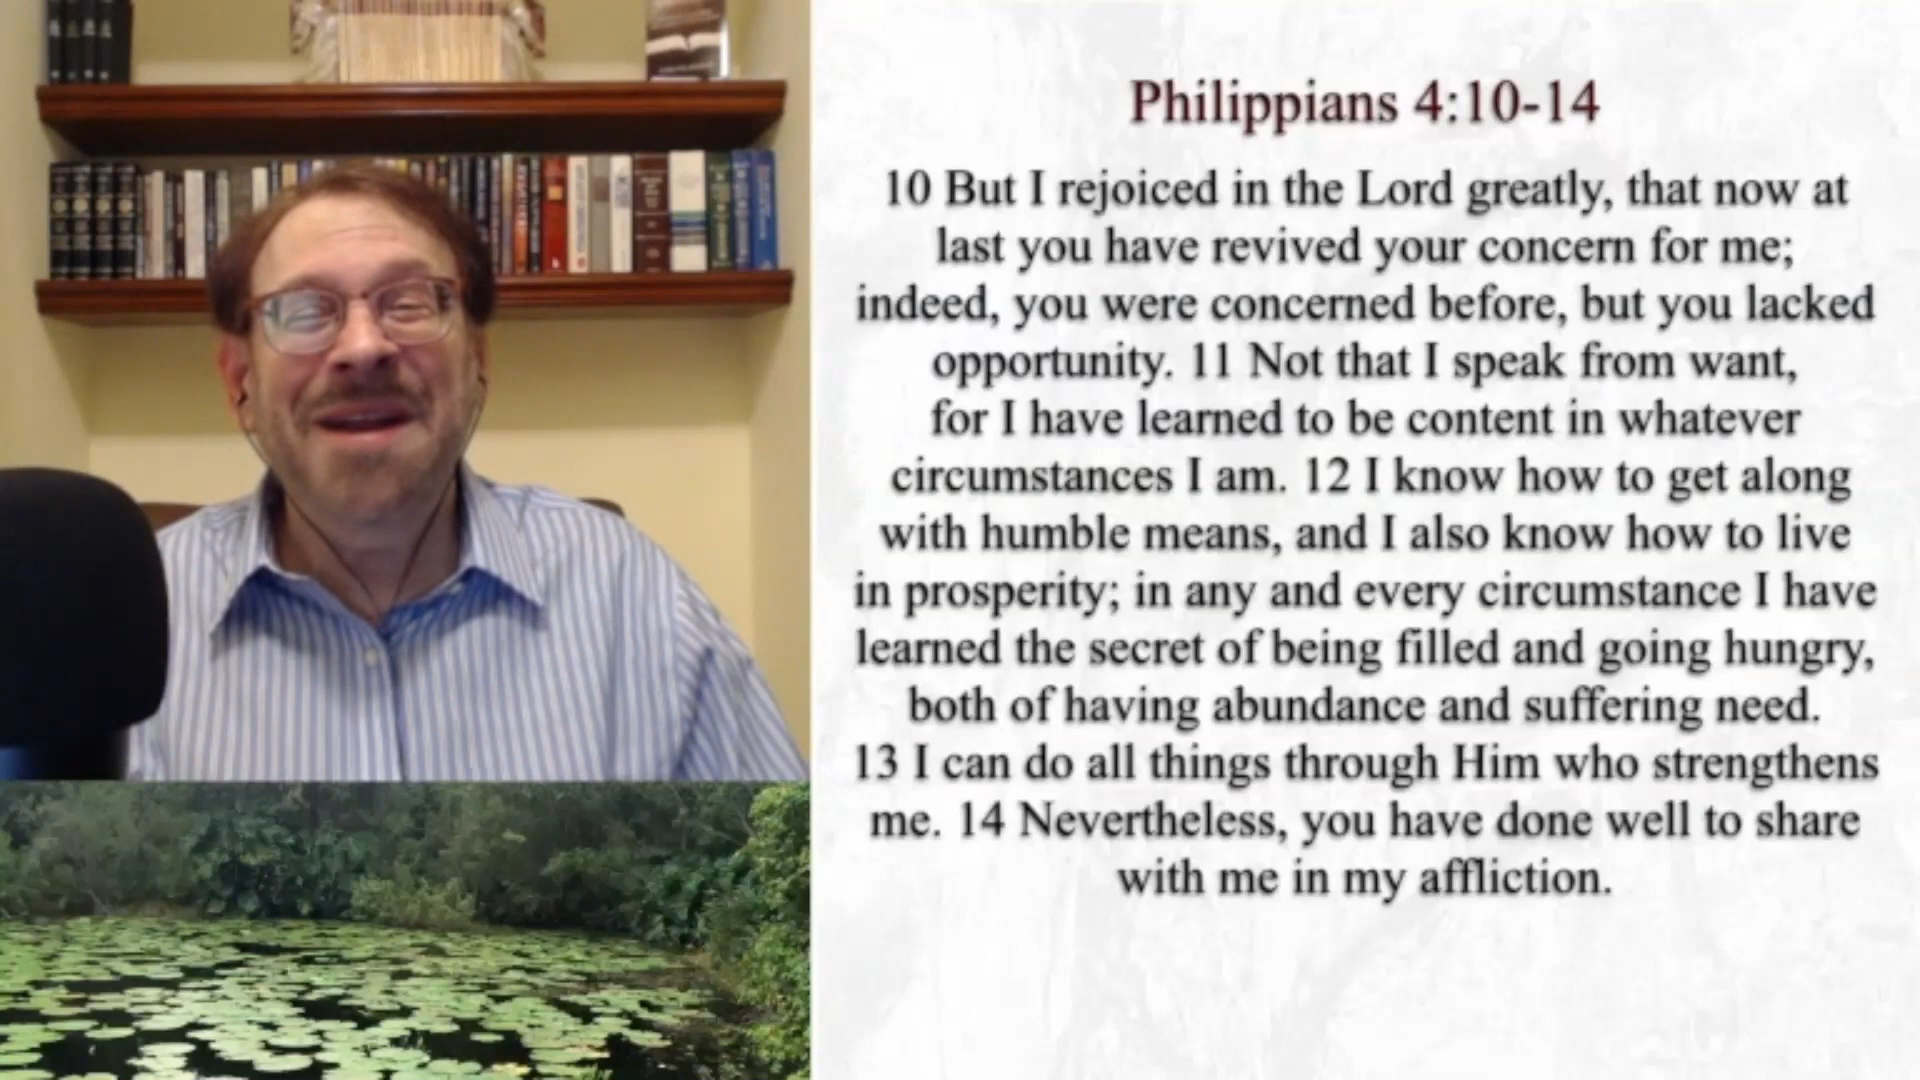 Philippians 4:10-14
10 But I rejoiced in the Lord greatly, that now at
last you have revived your concern for me;
indeed, you were concerned before, but you lacked
opportunity. 11 Not that I speak from want,
for I have learned to be content in whatever
circumstances I am. 12 I know how to get along
with humble means, and I also know how to live
in prosperity; in any and every circumstance I have
learned the secret of being filled and going hungry,
both of having abundance and suffering need.
13 I can do all things through Him who strengthens
me. 14 Nevertheless, you have done well to share
with me in my affliction.